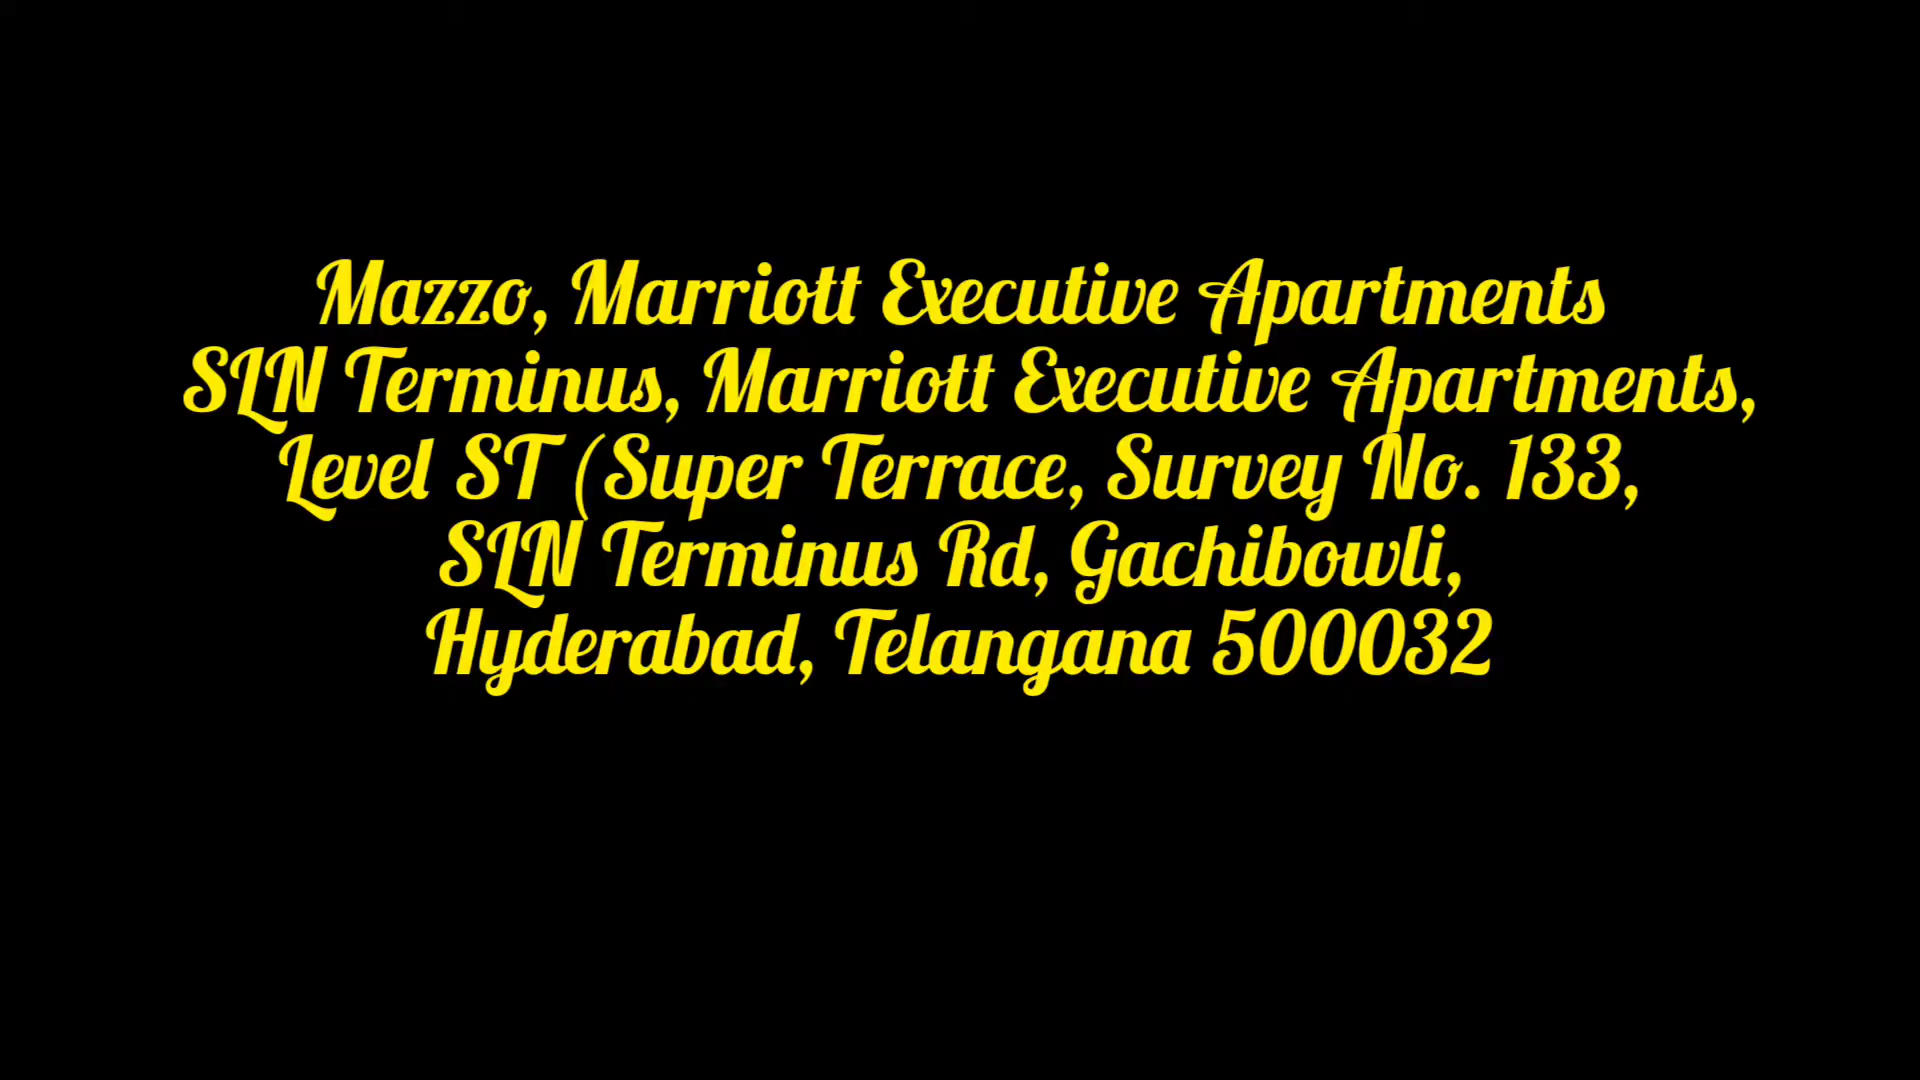 Mazzo, Marriott Executive Apartments
SLN Terminus, Marriott Executive Apartments,
Level ST (Super Terrace, Survey No. 133,
SLN Terminus Rd, Gachibowli,
Hyderabad, Telangana 500032